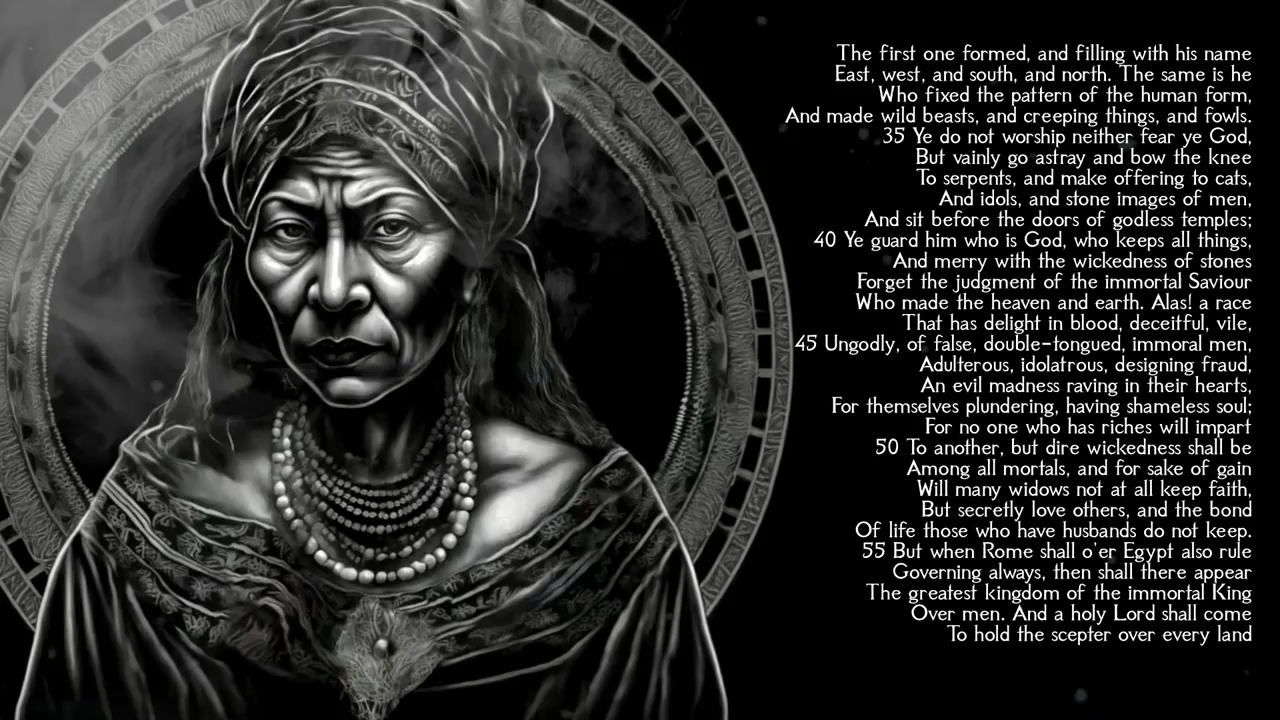 The first one formed, and filling with his name
East, west, and south, and north. The same is he
Who fixed the pattern of the human form,
And made wild beasts, and creeping things, and fowls.
35 Ye do not worship neither fear ye God,
But vainly go astray and bow the knee
To serpents, and make offering to cats,
And idols, and stone images of men,
And sit before the doors of godless temples;
40 Ye guard him who is God, who keeps all things,
And merry with the wickedness of stones
Forget the judgment of the immortal Saviour
Who made the heaven and earth. Alas! a race
That has delight in blood, deceitful, vile,
45 Ungodly, of false, double-tongued, immoral men,
Adulterous, idolatrous, designing fraud,
An evil madness raving in their hearts,
For themselves plundering, having shameless soul;
For no one who has riches will impart
50 To another, but dire wickedness shall be
Among all mortals, and for sake of gain
Will many widows not at all keep faith,
But secretly love others, and the bond
Of life those who have husbands do not keep.
55 But when Rome shall o'er Egypt also rule
Governing always, then shall there appear
The greatest kingdom of the immortal King
Over men. And a holy Lord shall come
To hold the scepter over every land